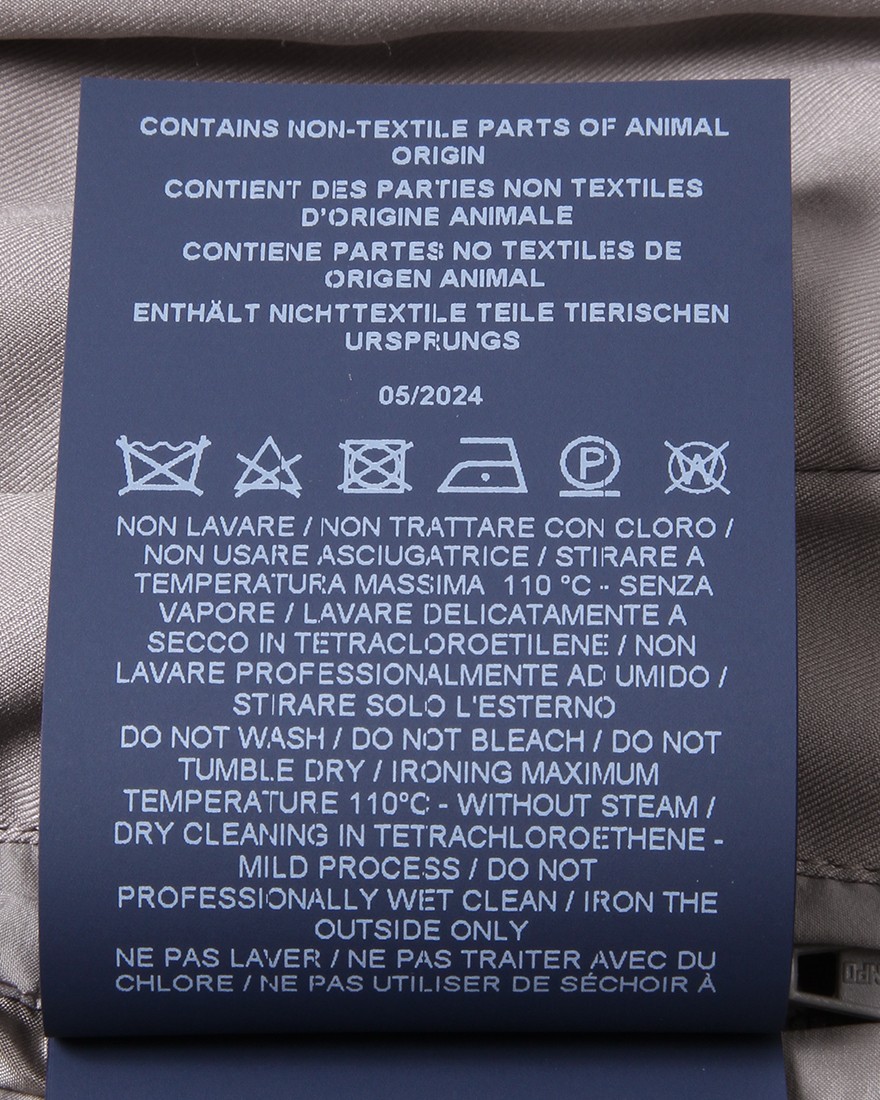 CONTAINS NON-TEXTILE PARTS OF ANIMAL
ORIGIN
CONTIENT DES PARTIES NON TEXTILES
D'ORIGINE ANIMALE
CONTIENE PARTES NO TEXTILES DE
ORIGEN ANIMAL
ENTHÄLT NICHTTEXTILE TEILE TIERISCHEN
URSPRUNGS
05/2024
P W
NON LAVARE / NON TRATTARE CON CLORO /
NON USARE ASCIUGATRICE / STIRARE A
TEMPERATURA MASSIMA 110 °C - SENZA
VAPORE / LAVARE DELICATAMENTE A
SECCO IN TETRACLOROETILENE / NON
LAVARE PROFESSIONALMENTE AD UMIDO /
STIRARE SOLO L'ESTERNO
DO NOT WASH / DO NOT BLEACH / DO NOT
TUMBLE DRY / IRONING MAXIMUM
TEMPERATURE 110°C - WITHOUT STEAM /
DRY CLEANING IN TETRACHLOROETHENE -
MILD PROCESS / DO NOT
PROFESSIONALLY WET CLEAN / IRON THE
OUTSIDE ONLY
NE PAS LAVER / NE PAS TRAITER AVEC DU
CHLORE / NE PAS UTILISER DE SÉCHOIR À